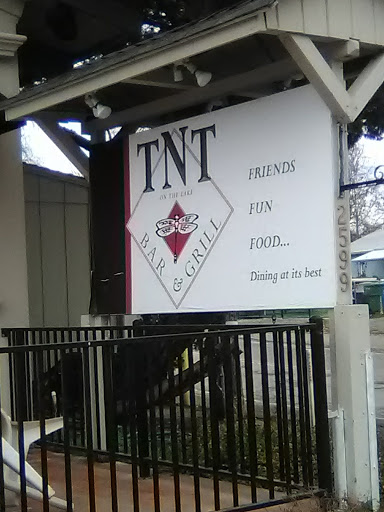 TNT
ON THE LAKE
BAR & GRILL
FRIENDS
FUN
FOOD...
Dining at its best
2599